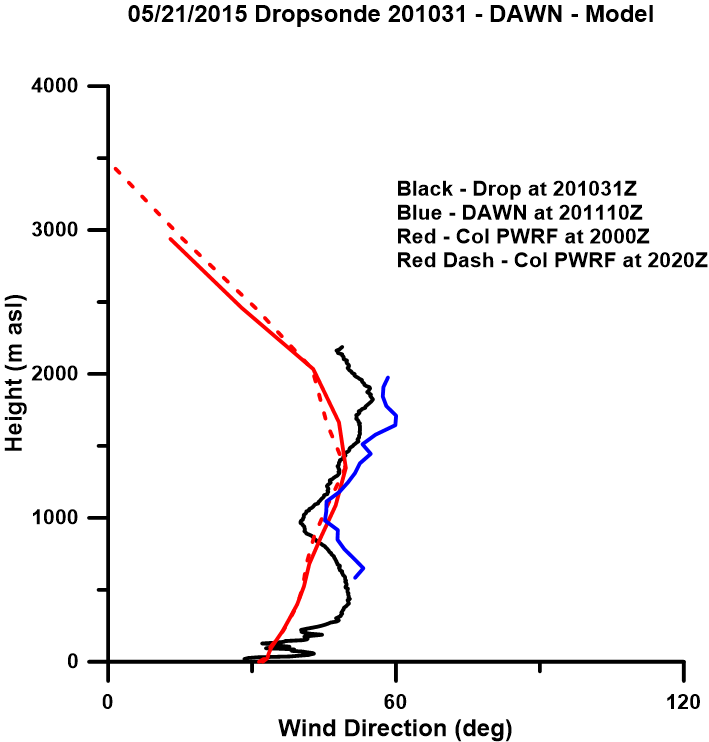 05/21/2015 Dropsonde 201031 - DAWN - Model
4000
Black - Drop at 201031Z
Blue - DAWN at 201110Z
Red - Col PWRF at 2000Z
Red Dash - Col PWRF at 2020Z
3000
Height (m asl)
2000
1000
0
0 60 120
Wind Direction (deg)